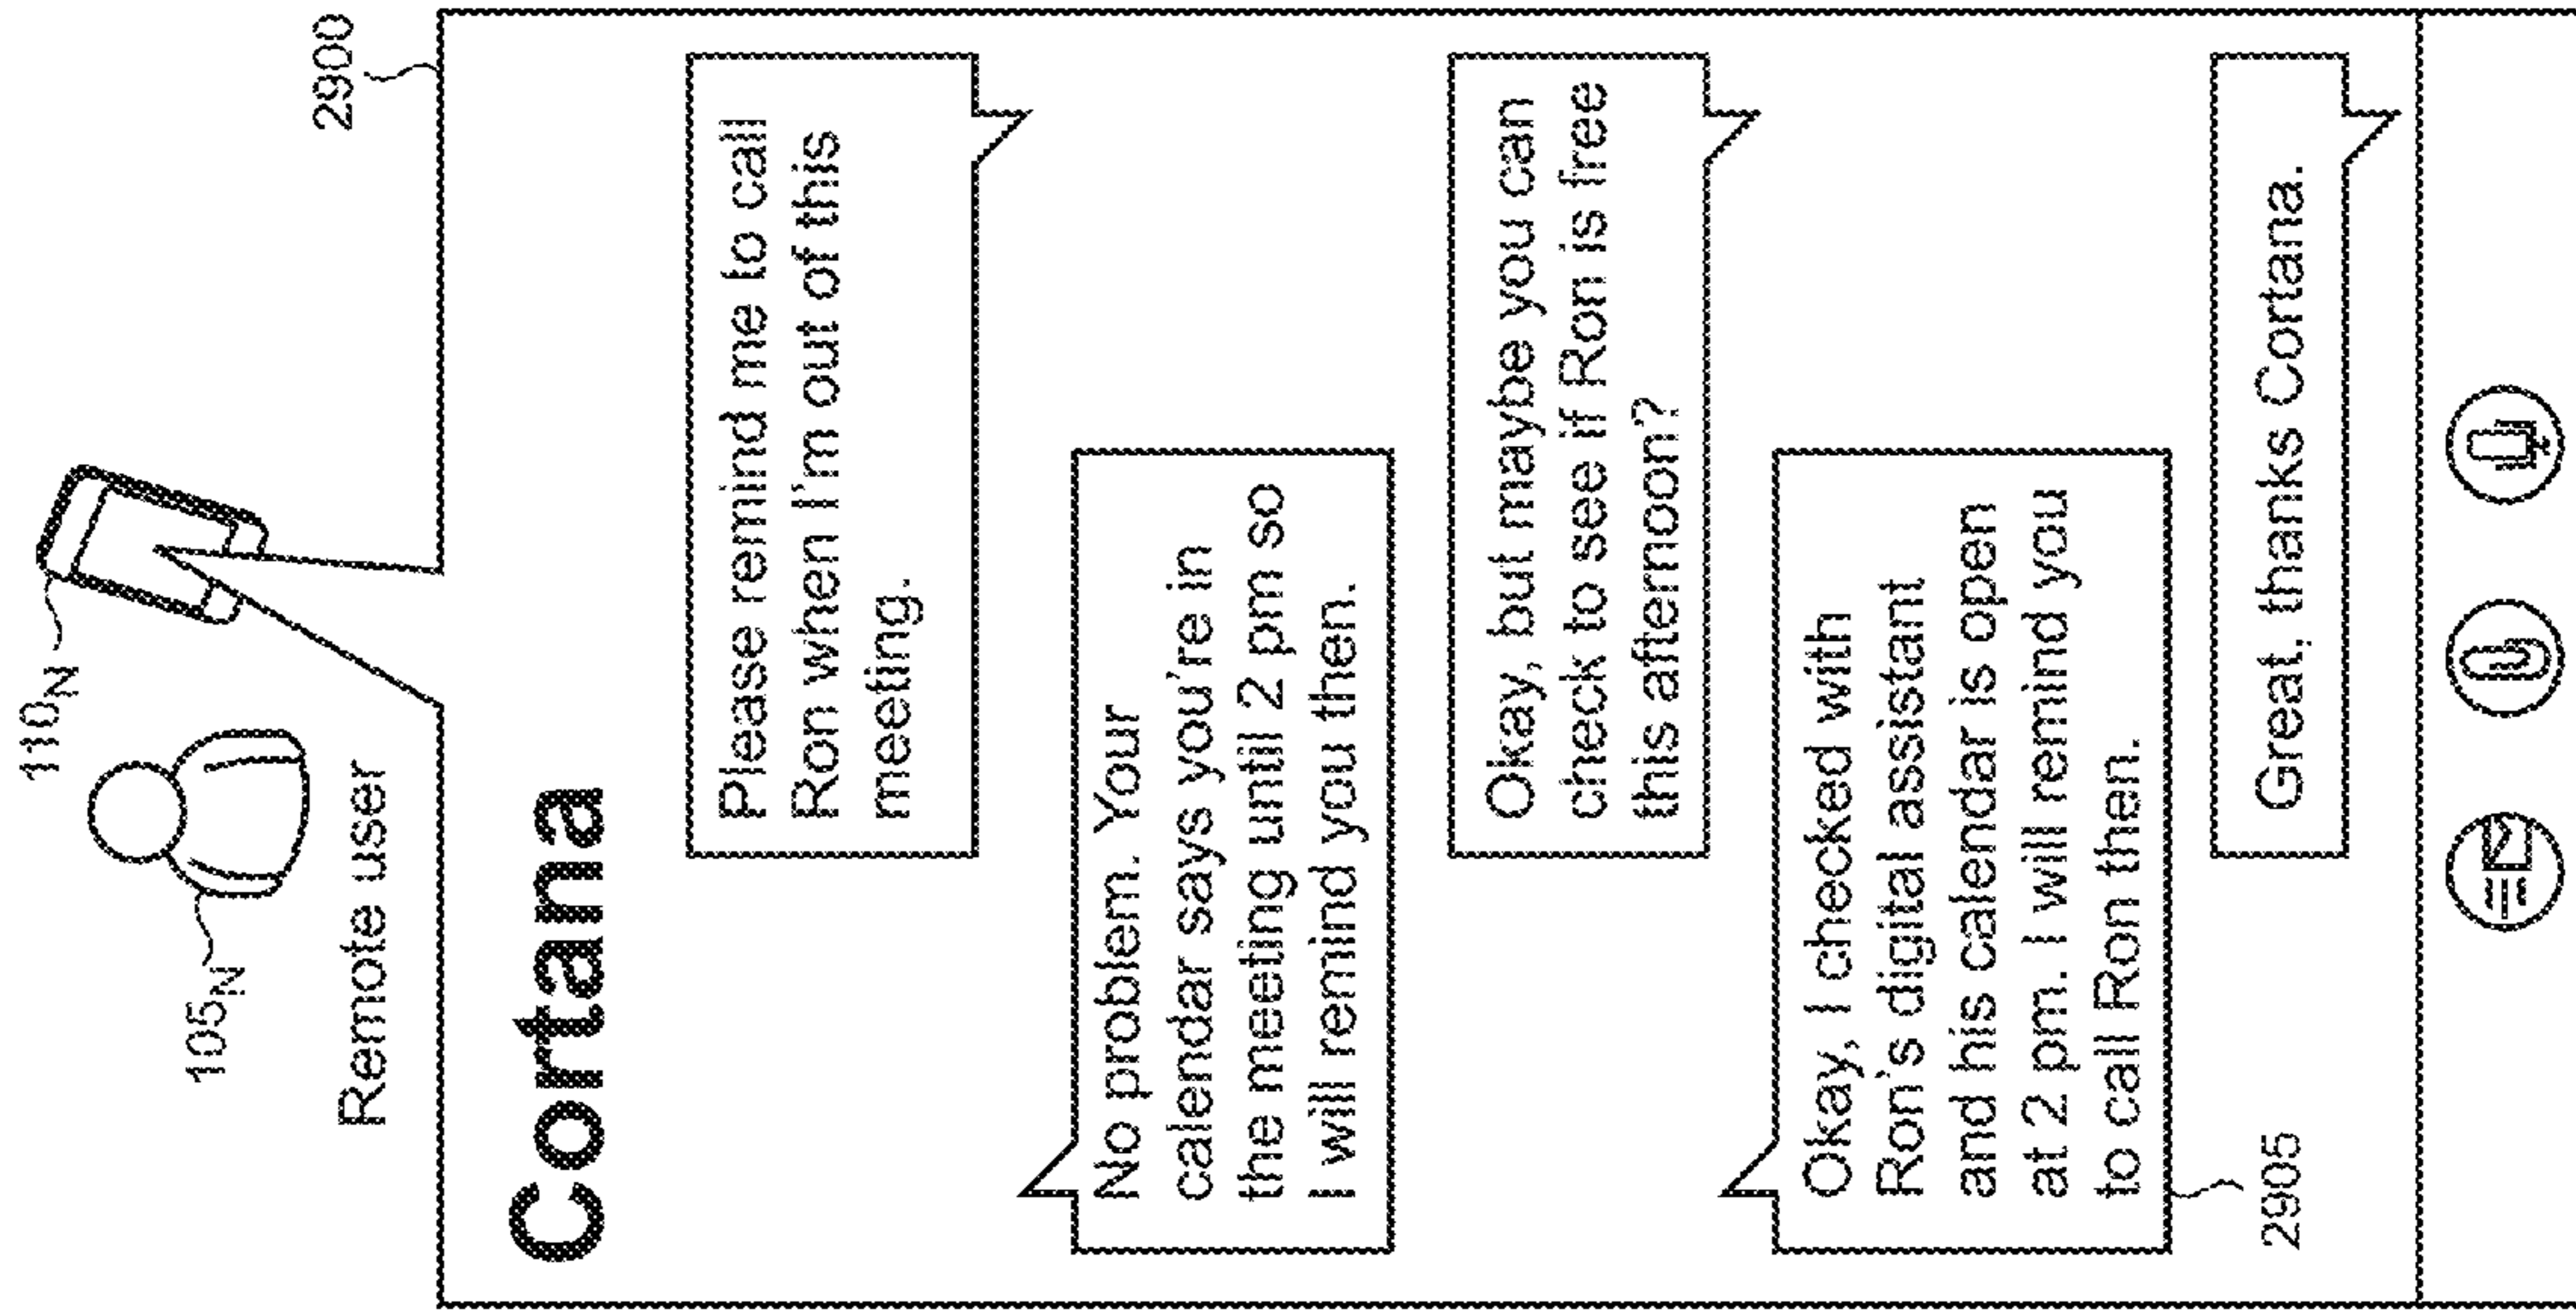 110N
105N
Remote user
2900
Cortana
Please remind me to call
Ron when I'm out of this
meeting.
No problem. Your
calendar says you're in
the meeting until 2 pm so
I will remind you then.
Okay, but maybe you can
check to see if Ron is free
this afternoon?
Okay, I checked with
Ron's digital assistant
and his calendar is open
at 2 pm. I will remind you
to call Ron then.
2905
Great, thanks Cortana.